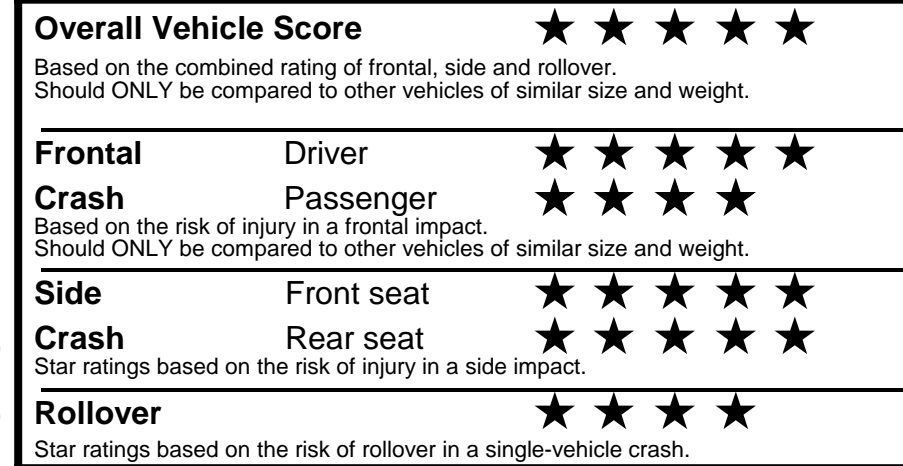 Overall Vehicle Score ★ ★ ★ ★ ★
Based on the combined rating of frontal, side and rollover.
Should ONLY be compared to other vehicles of similar size and weight.
Frontal Driver ★ ★ ★ ★ ★
Crash Passenger ★ ★ ★ ★
Based on the risk of injury in a frontal impact.
Should ONLY be compared to other vehicles of similar size and weight.
Side Front seat ★ ★ ★ ★ ★
Crash Rear seat ★ ★ ★ ★ ★
Star ratings based on the risk of injury in a side impact.
Rollover ★ ★ ★ ★
Star ratings based on the risk of rollover in a single-vehicle crash.